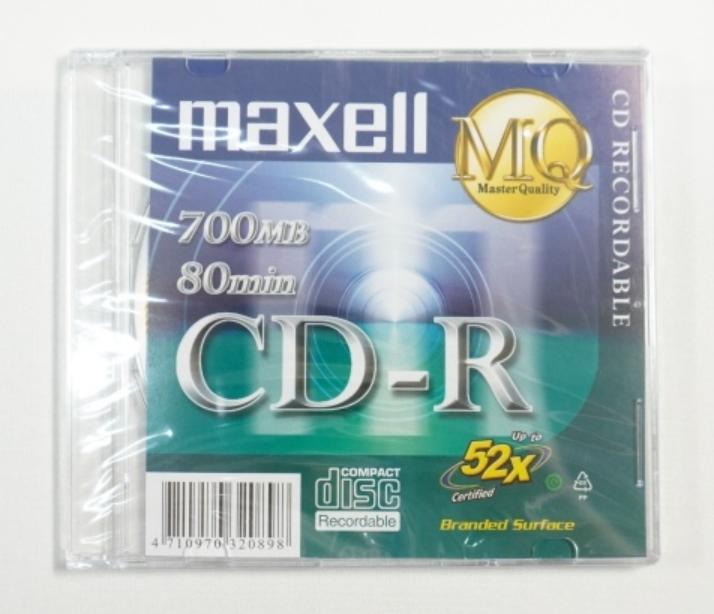 maxell
MQ
Master Quality
CD RECORDABLE
700MB
80min
CD-R
Up to
52x
Certified
COMPACT
disc
Recordable
PP
Branded Surface
4 710970 320898